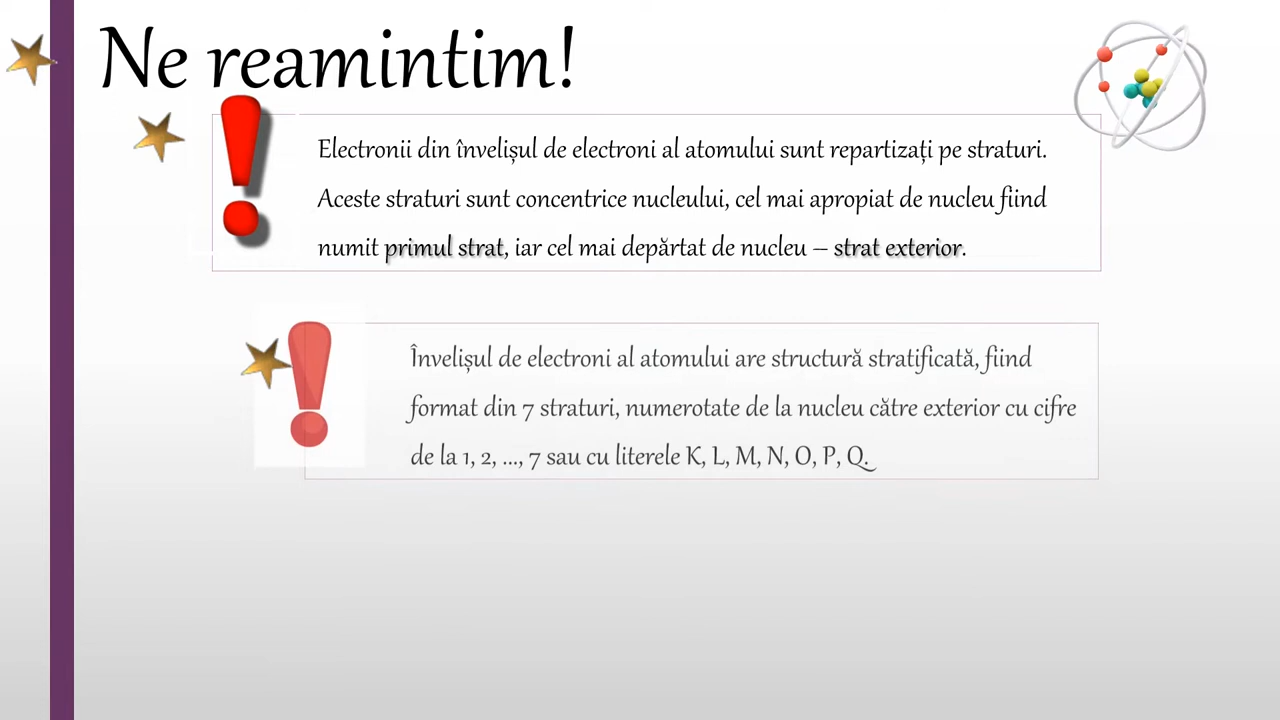 Ne reamintim!
Electronii din învelișul de electroni al atomului sunt repartizați pe straturi.
Aceste straturi sunt concentrice nucleului, cel mai apropiat de nucleu fiind
numit primul strat, iar cel mai depărtat de nucleu – strat exterior.
Învelișul de electroni al atomului are structură stratificată, fiind
format din 7 straturi, numerotate de la nucleu către exterior cu cifre
de la 1, 2, ..., 7 sau cu literele K, L, M, N, O, P, Q.